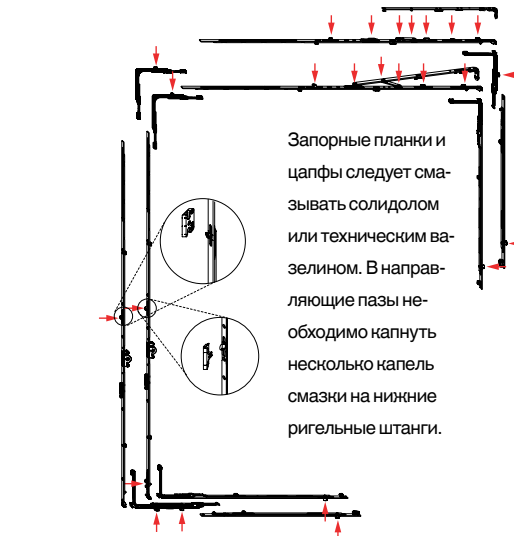 Запорные планки и
цапфы следует сма-
зывать солидолом
или техническим ва-
зелином. В направ-
ляющие пазы не-
обходимо капнуть
несколько капель
смазки на нижние
ригельные штанги.